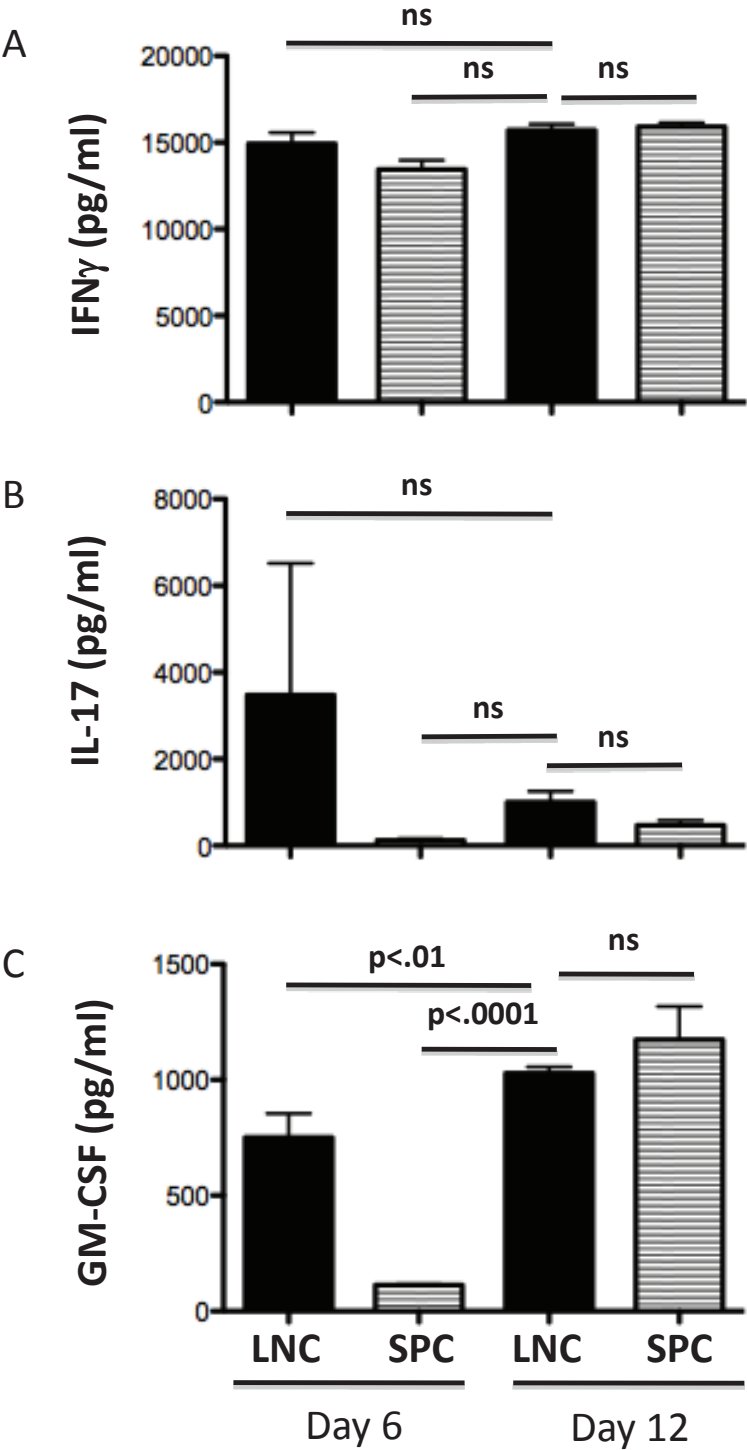 A
ns
20000
ns ns
15000
10000
5000
0
IFNγ (pg/ml)
B
ns
8000
6000
4000
ns
ns
2000
0
IL-17 (pg/ml)
C
ns
1500
p<.01
p<.0001
1000
500
0
GM-CSF (pg/ml)
LNC SPC LNC SPC
Day 6 Day 12